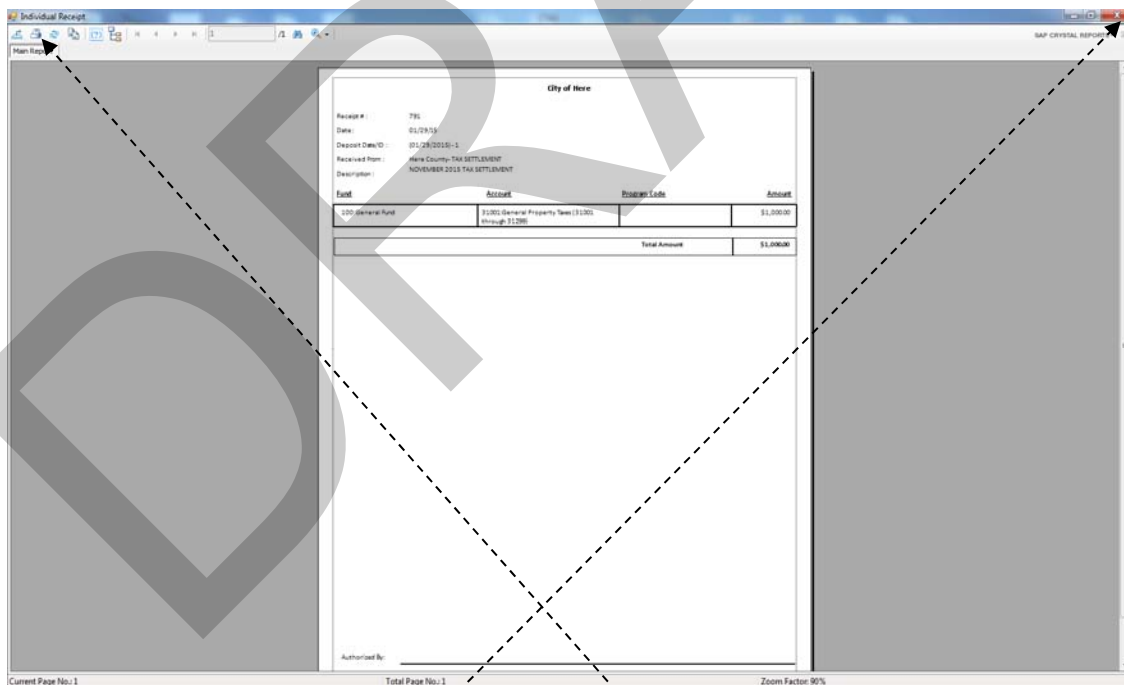 Individual Receipt
1 /1
SAP CRYSTAL REPORTS
Main Report
City of Here
Receipt # : 791
Date : 01/29/15
Deposit Date/ID : (01/29/2015)-1
Received From : Here County- TAX SETTLEMENT
Description : NOVEMBER 2015 TAX SETTLEMENT
Fund Account Program Code Amount
100:General Fund 31001:General Property Taxes (31001 $1,000.00
through 31299)
Total Amount $1,000.00
Authorized By:
Current Page No.: 1 Total Page No.: 1 Zoom Factor: 90%